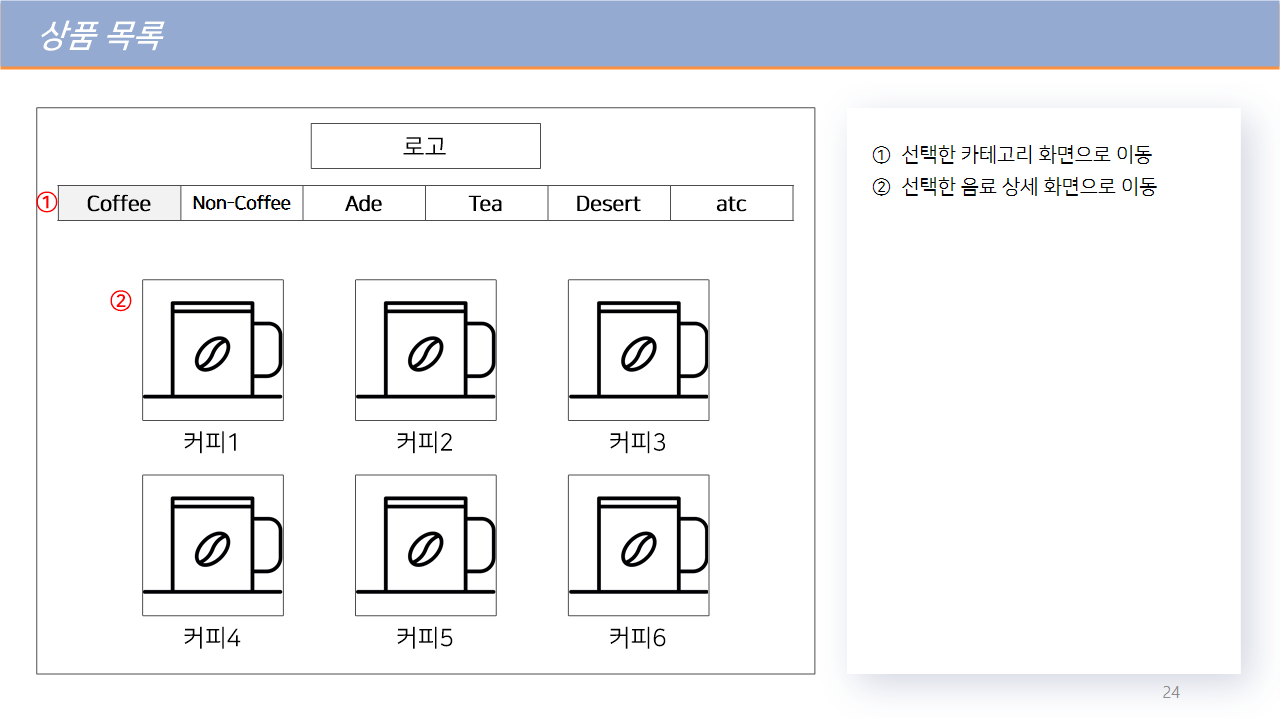 상품 목록
로고
①
Coffee Non-Coffee Ade Tea Desert atc
②
커피1 커피2 커피3
커피4 커피5 커피6
① 선택한 카테고리 화면으로 이동
② 선택한 음료 상세 화면으로 이동
24